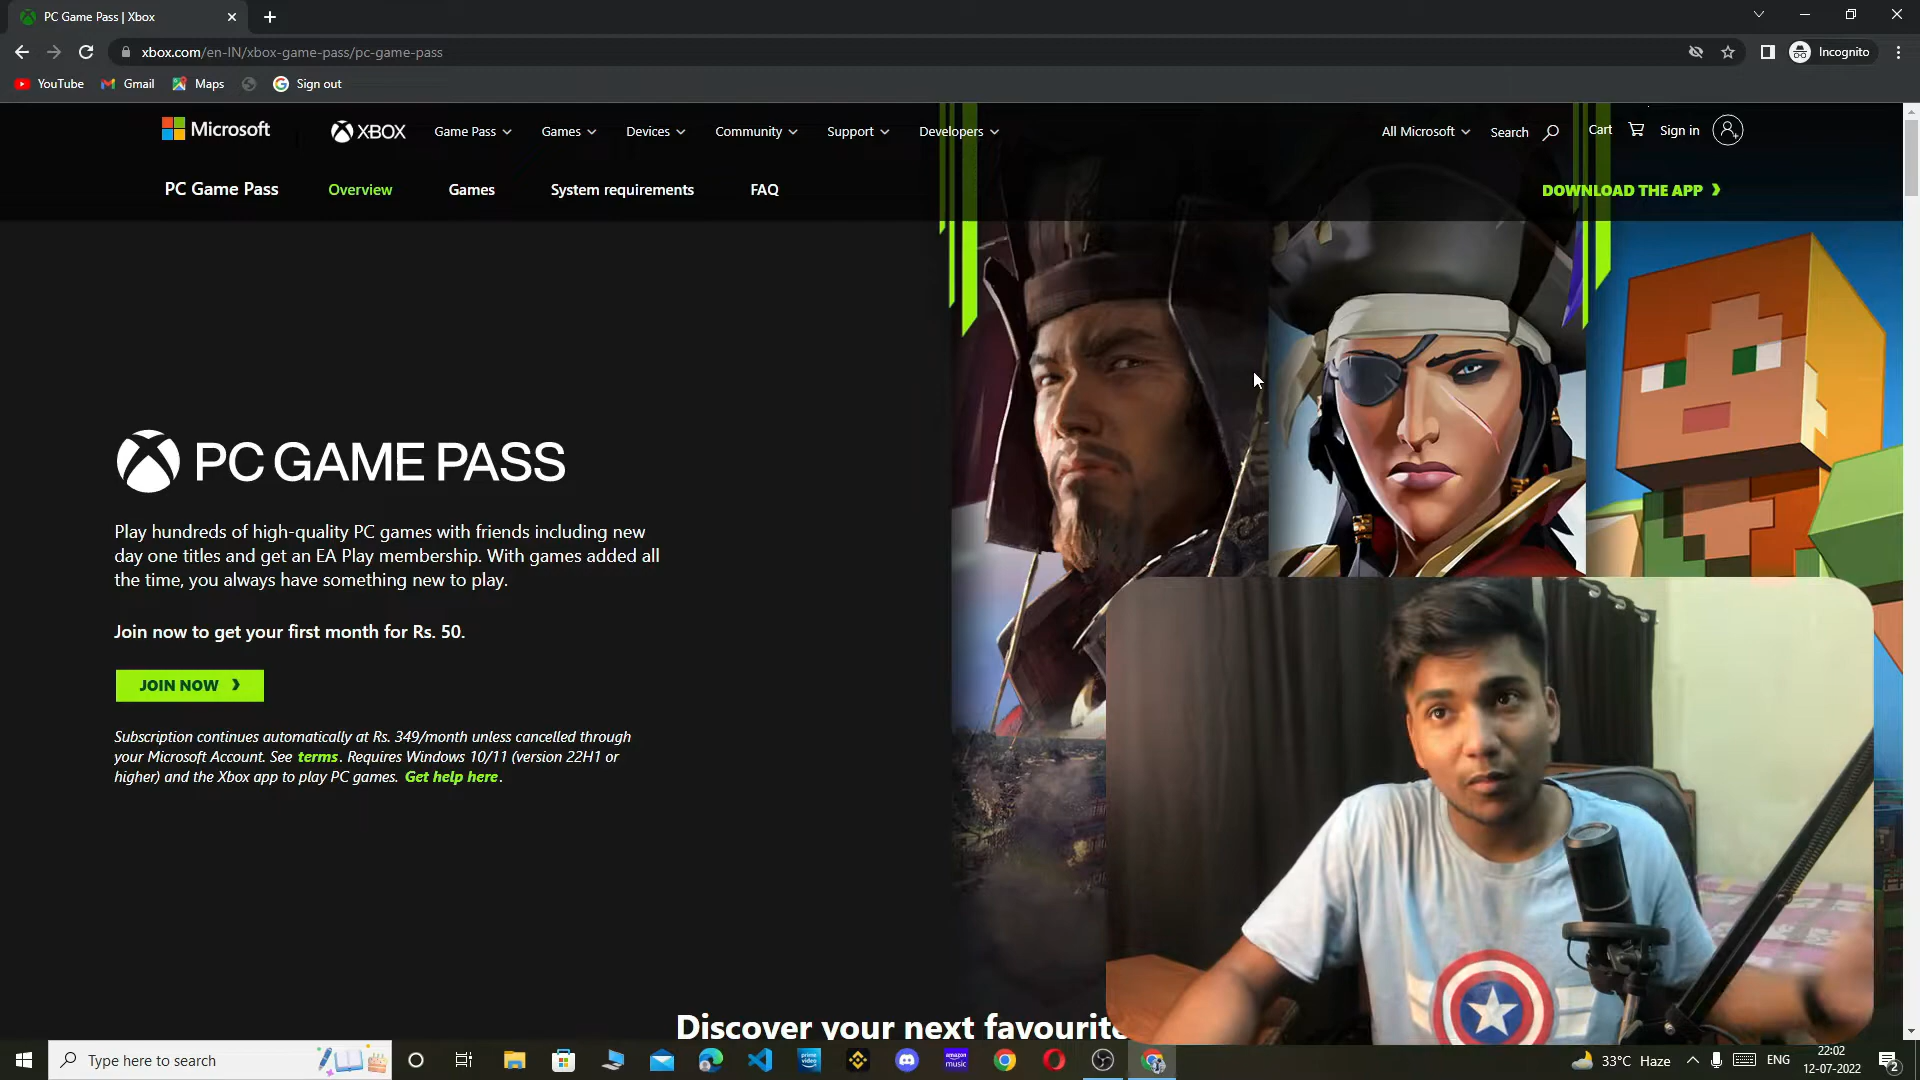 PC Game Pass | Xbox
xbox.com/en-IN/xbox-game-pass/pc-game-pass
Incognito
YouTube Gmail Maps Sign out
Microsoft XBOX Game Pass Games Devices Community Support Developers All Microsoft Search Cart Sign in
PC Game Pass Overview Games System requirements FAQ DOWNLOAD THE APP
PC GAME PASS
Play hundreds of high-quality PC games with friends including new
day one titles and get an EA Play membership. With games added all
the time, you always have something new to play.
Join now to get your first month for Rs. 50.
JOIN NOW
Subscription continues automatically at Rs. 349/month unless cancelled through
your Microsoft Account. See terms. Requires Windows 10/11 (version 22H1 or
higher) and the Xbox app to play PC games. Get help here.
Discover your next favourite
Type here to search
prime video
amazon music
33°C Haze
ENG
22:02
12-07-2022
2